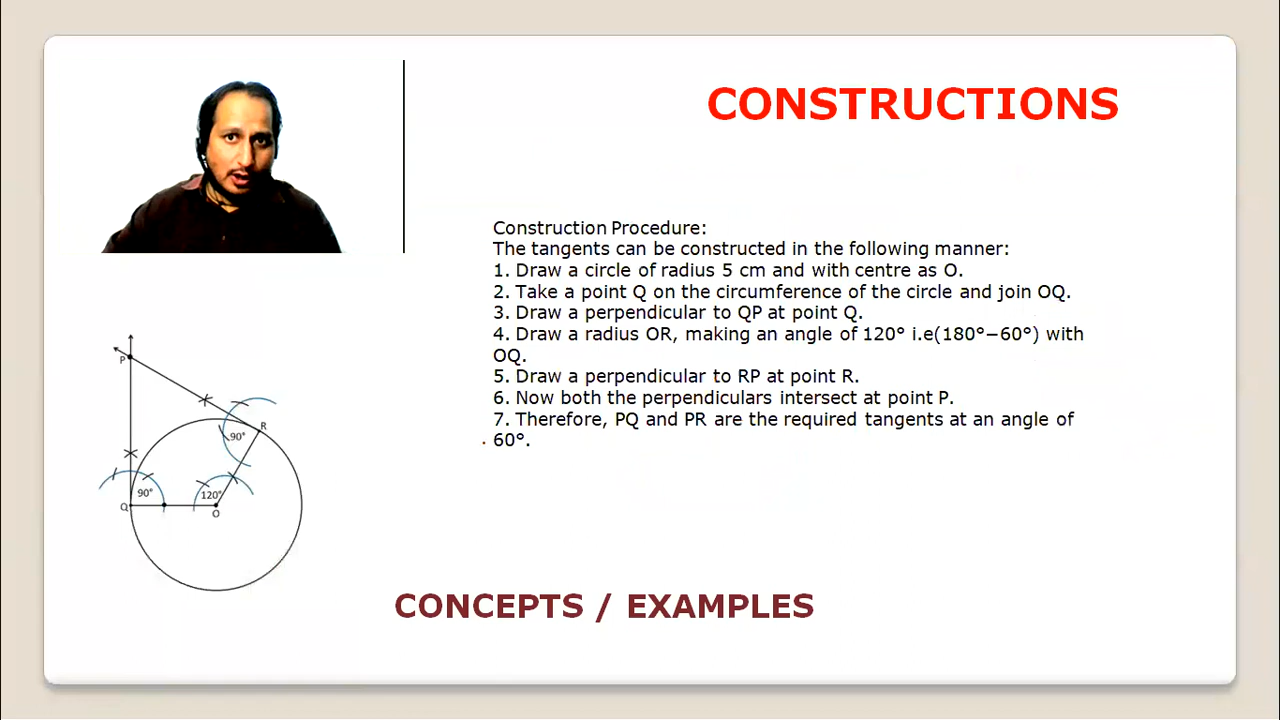 CONSTRUCTIONS
Construction Procedure:
The tangents can be constructed in the following manner:
1. Draw a circle of radius 5 cm and with centre as O.
2. Take a point Q on the circumference of the circle and join OQ.
3. Draw a perpendicular to QP at point Q.
4. Draw a radius OR, making an angle of 120° i.e(180°−60°) with
OQ.
5. Draw a perpendicular to RP at point R.
6. Now both the perpendiculars intersect at point P.
7. Therefore, PQ and PR are the required tangents at an angle of
60°.
P
R
90°
90°
120°
Q
O
CONCEPTS / EXAMPLES